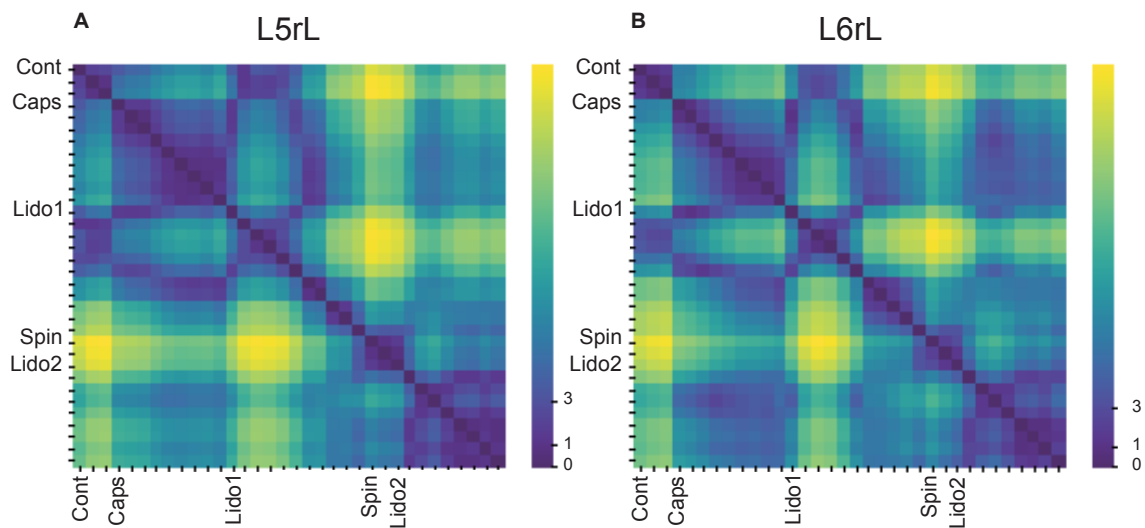 A
L5rL
Cont
Caps
Lido1
Spin
Lido2
3
1
0
Cont
Caps
Lido1
Spin
Lido2
B
L6rL
Cont
Caps
Lido1
Spin
Lido2
3
1
0
Cont
Caps
Lido1
Spin
Lido2